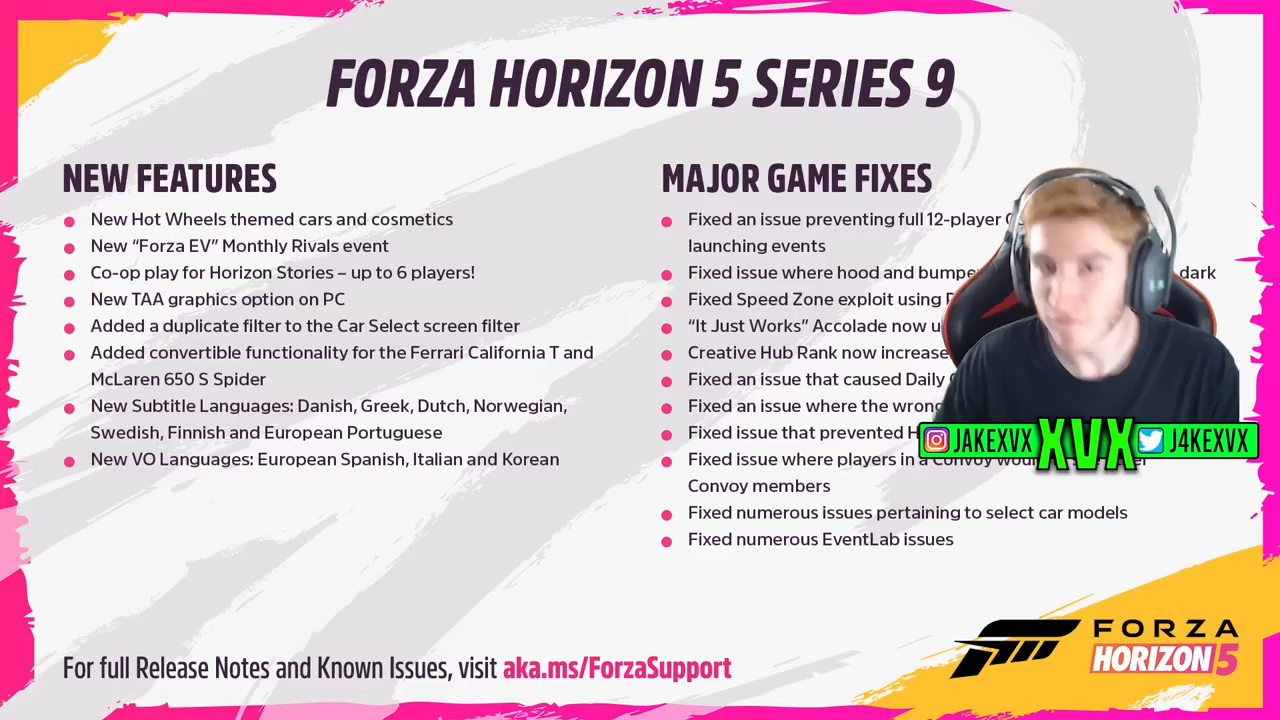 FORZA HORIZON 5 SERIES 9
NEW FEATURES
New Hot Wheels themed cars and cosmetics
New “Forza EV” Monthly Rivals event
Co-op play for Horizon Stories – up to 6 players!
New TAA graphics option on PC
Added a duplicate filter to the Car Select screen filter
Added convertible functionality for the Ferrari California T and
McLaren 650 S Spider
New Subtitle Languages: Danish, Greek, Dutch, Norwegian,
Swedish, Finnish and European Portuguese
New VO Languages: European Spanish, Italian and Korean
MAJOR GAME FIXES
Fixed an issue preventing full 12-player
launching events
Fixed issue where hood and dark
Fixed Speed Zone exploit using
“It Just Works” Accolade now
Creative Hub Rank now
Fixed an issue that caused Daily
Fixed an issue where the
Fixed issue that prevented
Fixed issue where players in a Convoy
Convoy members
Fixed numerous issues pertaining to select car models
Fixed numerous EventLab issues
JAKEXVX XVX J4KEXVX
For full Release Notes and Known Issues, visit aka.ms/ForzaSupport
FORZA
HORIZON 5